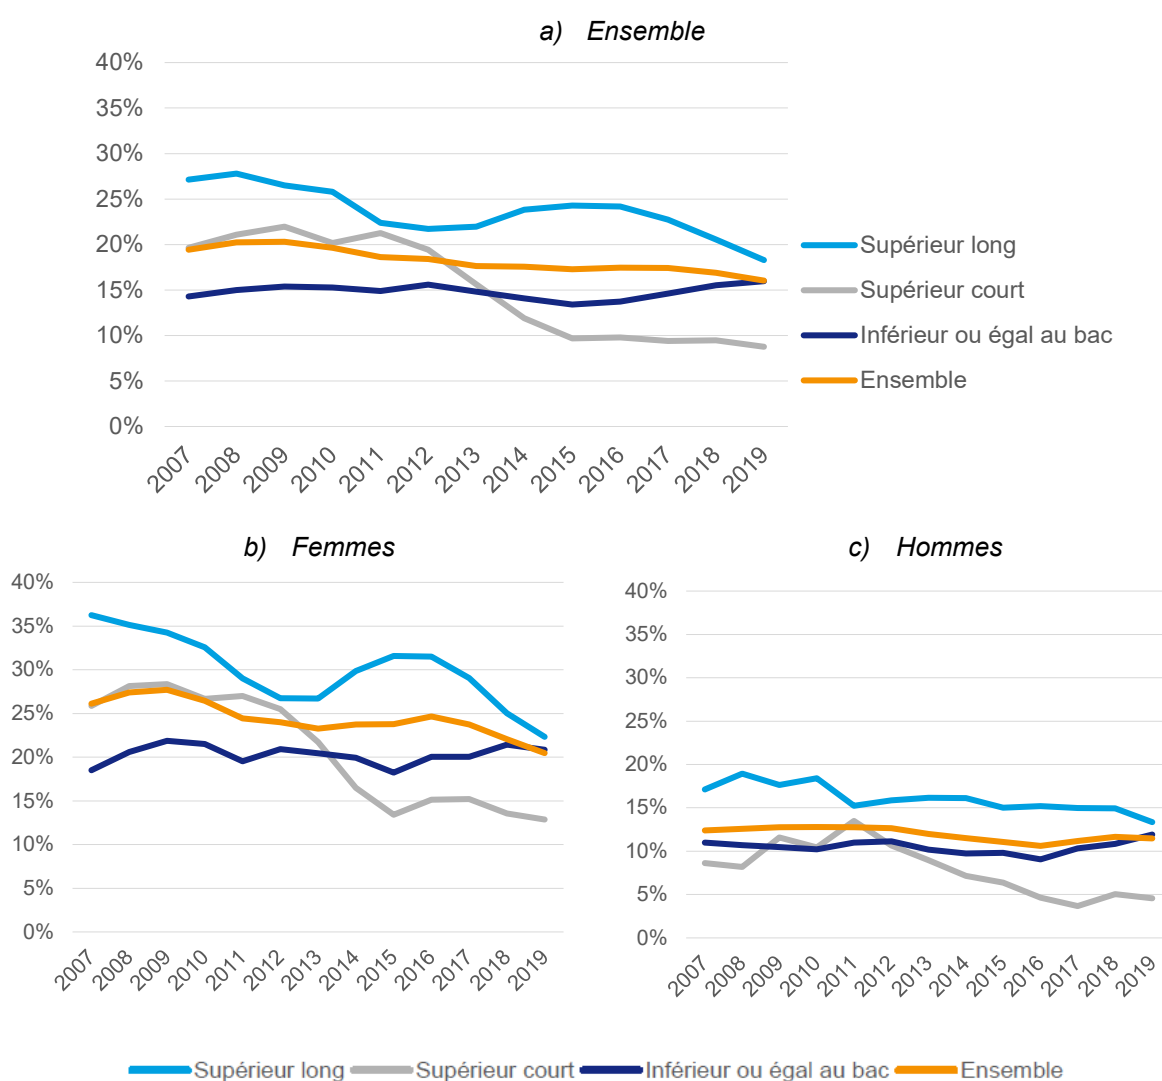 a) Ensemble
40%
35%
30%
25%
20%
15%
10%
5%
0%
2007 2008 2009 2010 2011 2012 2013 2014 2015 2016 2017 2018 2019
Supérieur long
Supérieur court
Inférieur ou égal au bac
Ensemble
b) Femmes
40%
35%
30%
25%
20%
15%
10%
5%
0%
2007 2008 2009 2010 2011 2012 2013 2014 2015 2016 2017 2018 2019
c) Hommes
40%
35%
30%
25%
20%
15%
10%
5%
0%
2007 2008 2009 2010 2011 2012 2013 2014 2015 2016 2017 2018 2019
Supérieur long Supérieur court Inférieur ou égal au bac Ensemble